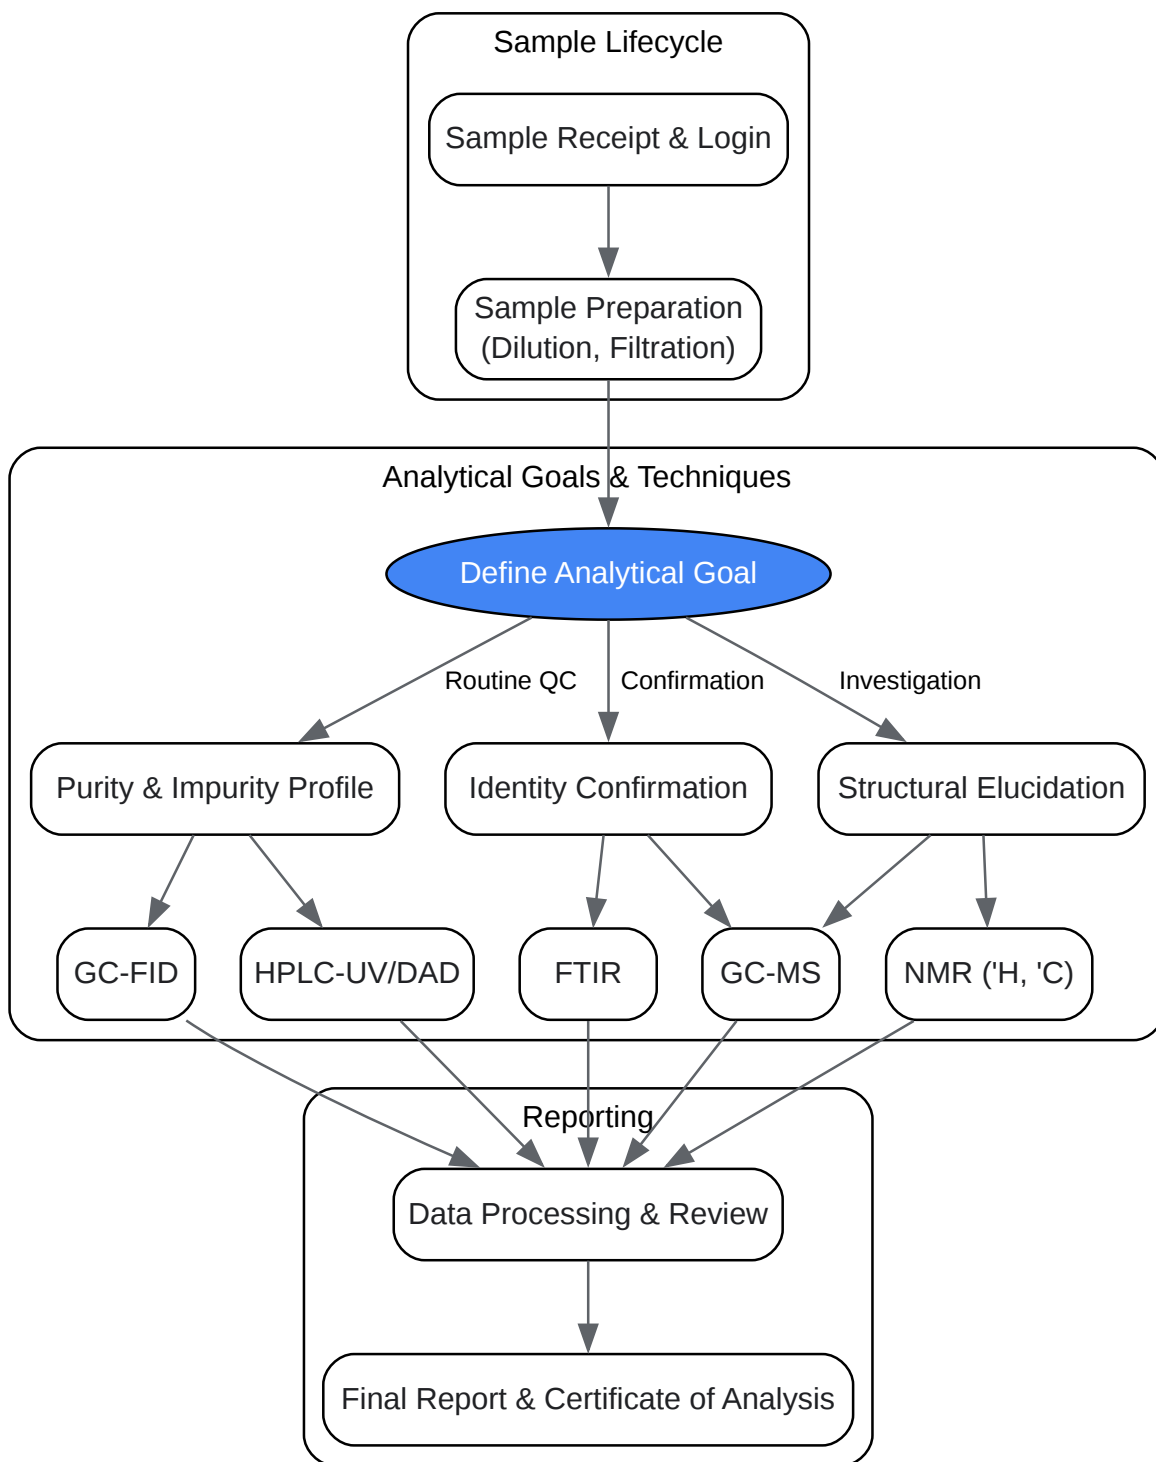 Sample Lifecycle
Sample Receipt & Login
Sample Preparation
(Dilution, Filtration)
Analytical Goals & Techniques
Define Analytical Goal
Routine QC
Confirmation
Investigation
Purity & Impurity Profile
Identity Confirmation
Structural Elucidation
GC-FID
HPLC-UV/DAD
FTIR
GC-MS
NMR ('H, 'C)
Reporting
Data Processing & Review
Final Report & Certificate of Analysis